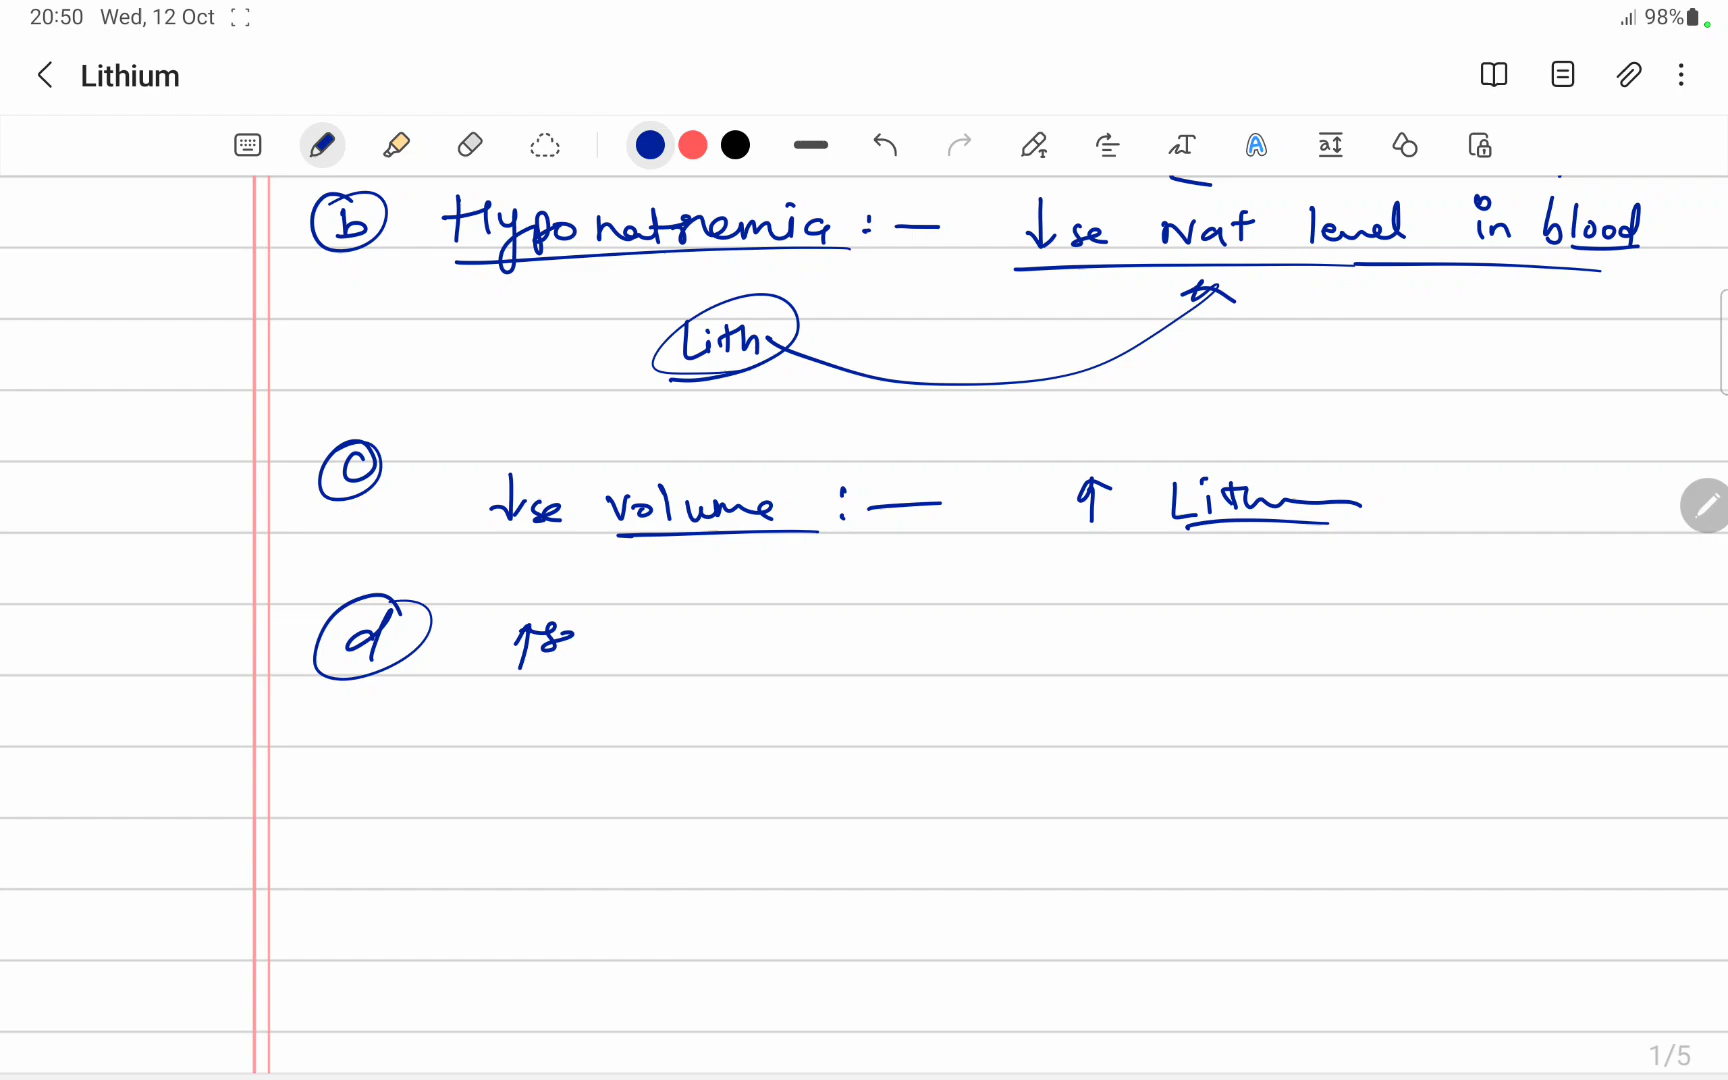 20:50 Wed, 12 Oct 98%
Lithium
b Hyponatremia :- ↓se Na+ level in blood
Lith
c
↓se volume :- ↑ Lith
d ↑s
1/5